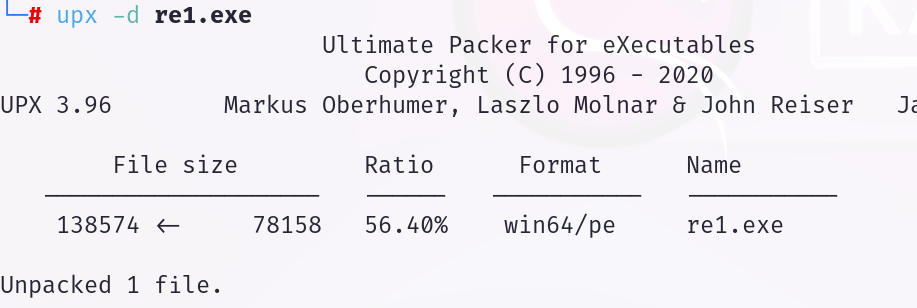 └─# upx -d re1.exe
Ultimate Packer for eXecutables
Copyright (C) 1996 - 2020
UPX 3.96 Markus Oberhumer, Laszlo Molnar & John Reiser Ja
File size Ratio Format Name
-------------------- ------ ----------- -----------
138574 <- 78158 56.40% win64/pe re1.exe
Unpacked 1 file.